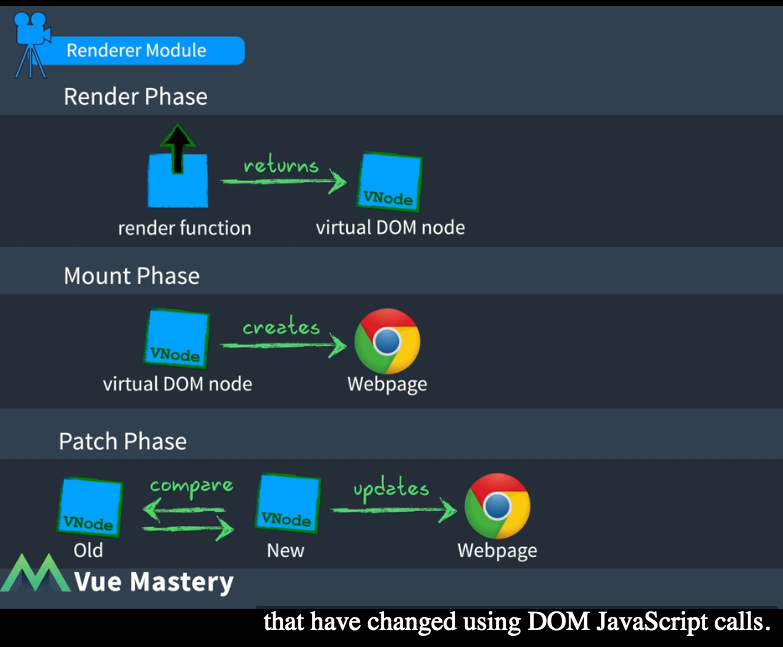 Renderer Module
Render Phase
returns
VNode
render function
virtual DOM node
Mount Phase
creates
VNode
virtual DOM node
Webpage
Patch Phase
compare
updates
VNode
VNode
Old
New
Webpage
Vue Mastery
that have changed using DOM JavaScript calls.